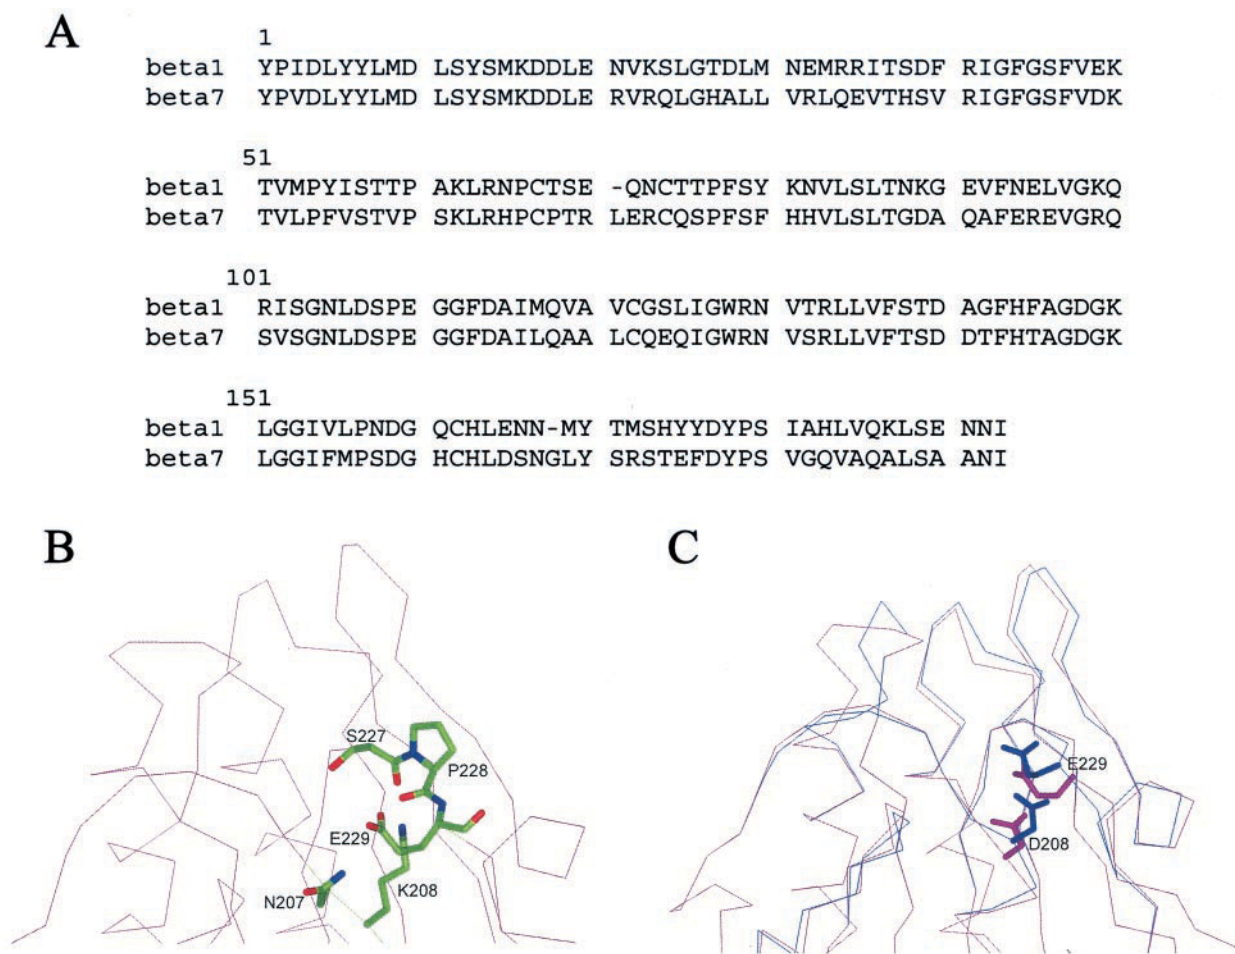 A
1
beta1 YPIDLYYLMD LSYSMKDDLE NVKSLGTDLM NEMRRITSDF RIGFGSFVEK
beta7 YPVDLYYLMD LSYSMKDDLE RVRQLGHALL VRLQEVTHSV RIGFGSFVDK
51
beta1 TVMPYISTTP AKLRNPCTSE -QNCTTPFSY KNVLSLTNKG EVFNELVGKQ
beta7 TVLPFVSTVP SKLRHPCPTR LERCQSPFSF HHVLSLTGDA QAFEREVGRQ
101
beta1 RISGNLDSPE GGFDAIMQVA VCGSLIGWRN VTRLLVFSTD AGFHFAGDGK
beta7 SVSGNLDSPE GGFDAILQAA LCQEQIGWRN VSRLLVFTSD DTFHTAGDGK
151
beta1 LGGIVLPNDG QCHLENN-MY TMSHYYDYPS IAHLVQKLSE NNI
beta7 LGGIFMPSDG HCHLDSNGLY SRSTEFDYPS VGQVAQALSA ANI
B
S227
P228
E229
N207
K208
C
E229
D208